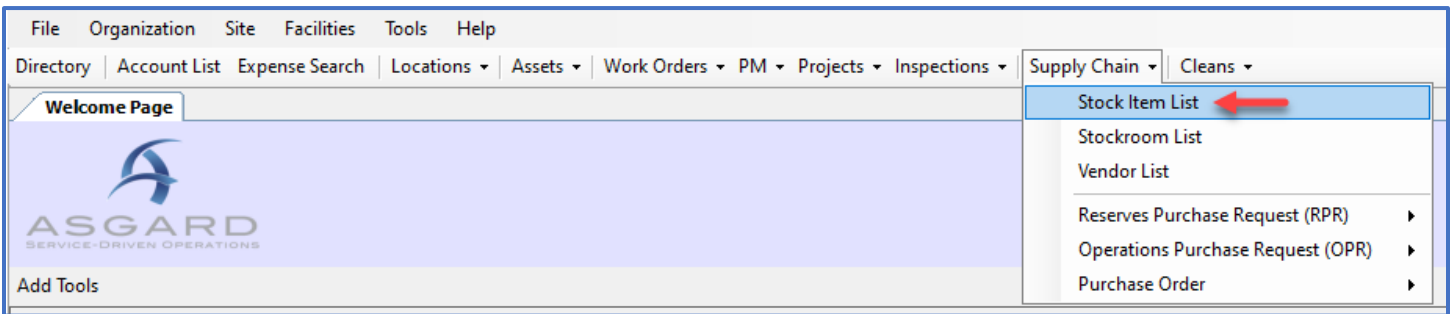 File Organization Site Facilities Tools Help
Directory Account List Expense Search Locations Assets Work Orders PM Projects Inspections Supply Chain Cleans
Welcome Page
Stock Item List
Stockroom List
Vendor List
Reserves Purchase Request (RPR)
Operations Purchase Request (OPR)
Purchase Order
ASGARD
SERVICE-DRIVEN OPERATIONS
Add Tools